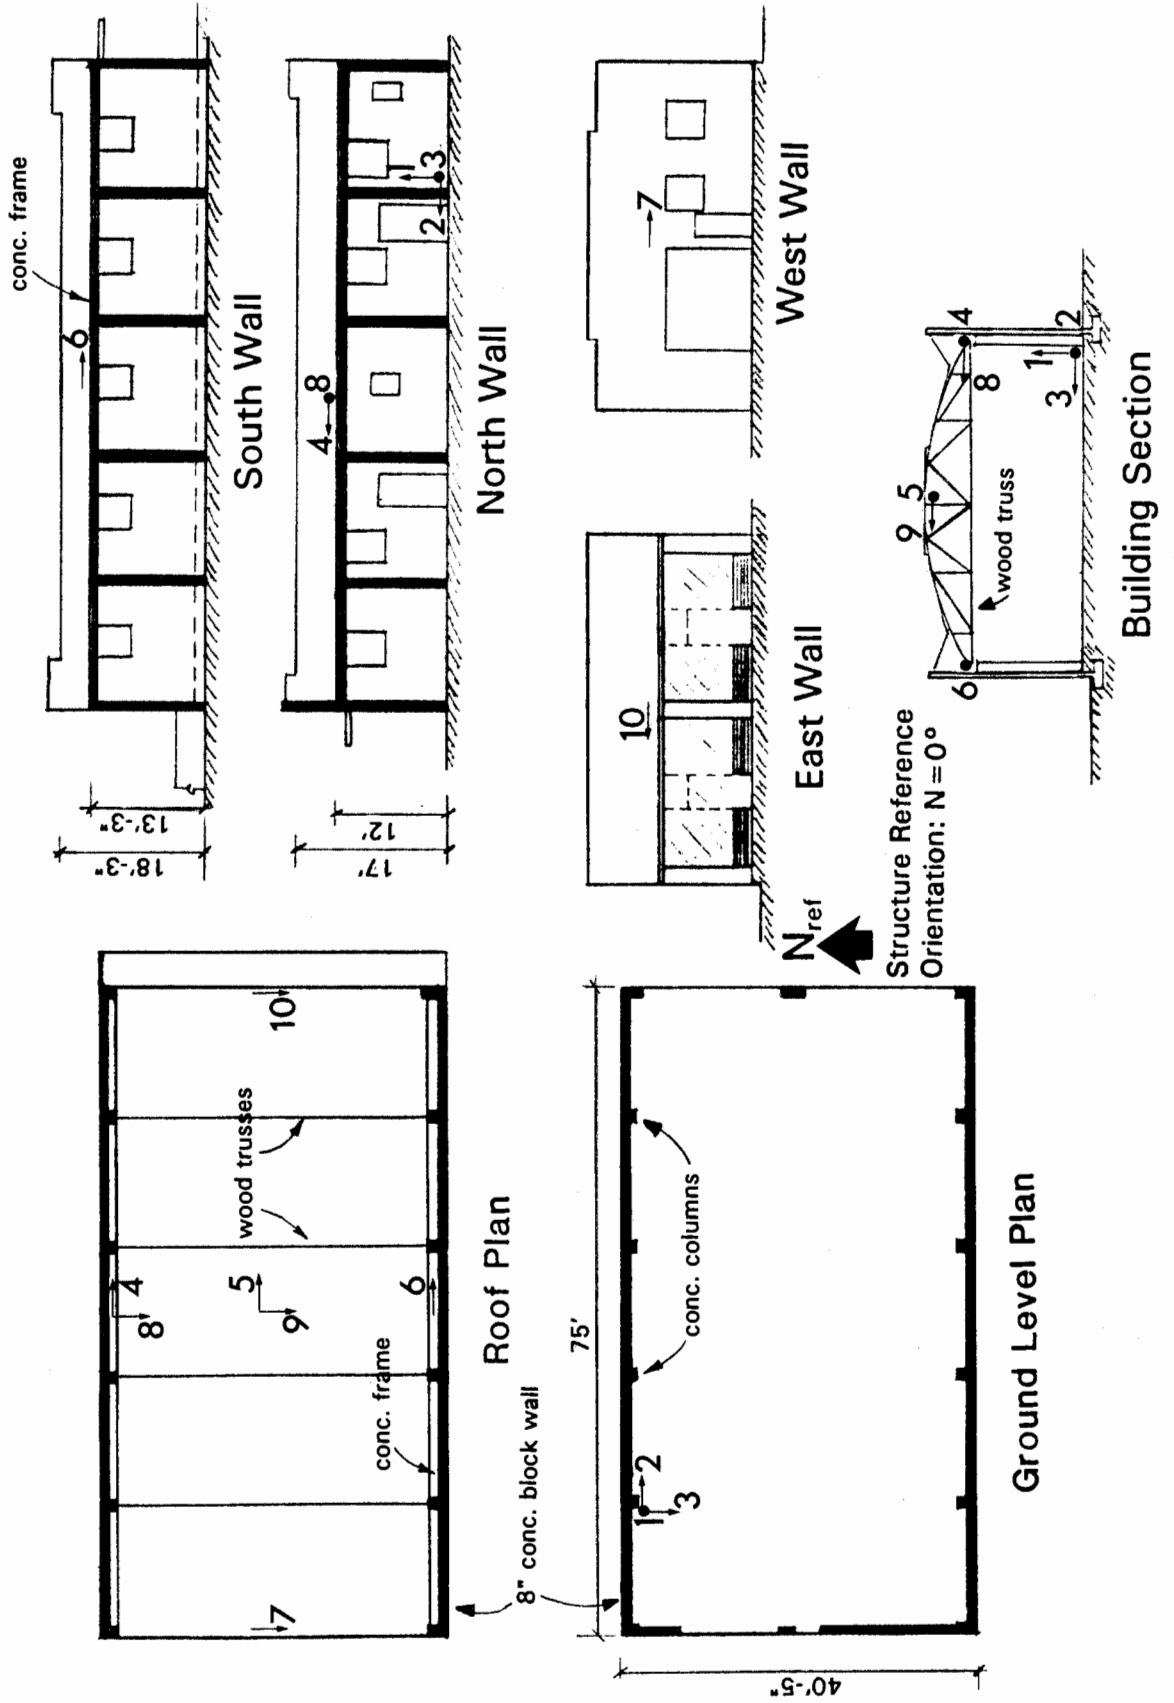 conc. frame
6
18'-3"
13'-3"
South Wall
4
8
1
2
3
17'
12'
North Wall
7
West Wall
10
East Wall
9
5
4
8
1
3
2
6
wood truss
Building Section
N ref
Structure Reference
Orientation: N = 0°
10
wood trusses
4
8
5
9
6
conc. frame
7
Roof Plan
8" conc. block wall
75'
40'-5"
conc. columns
1
2
3
Ground Level Plan